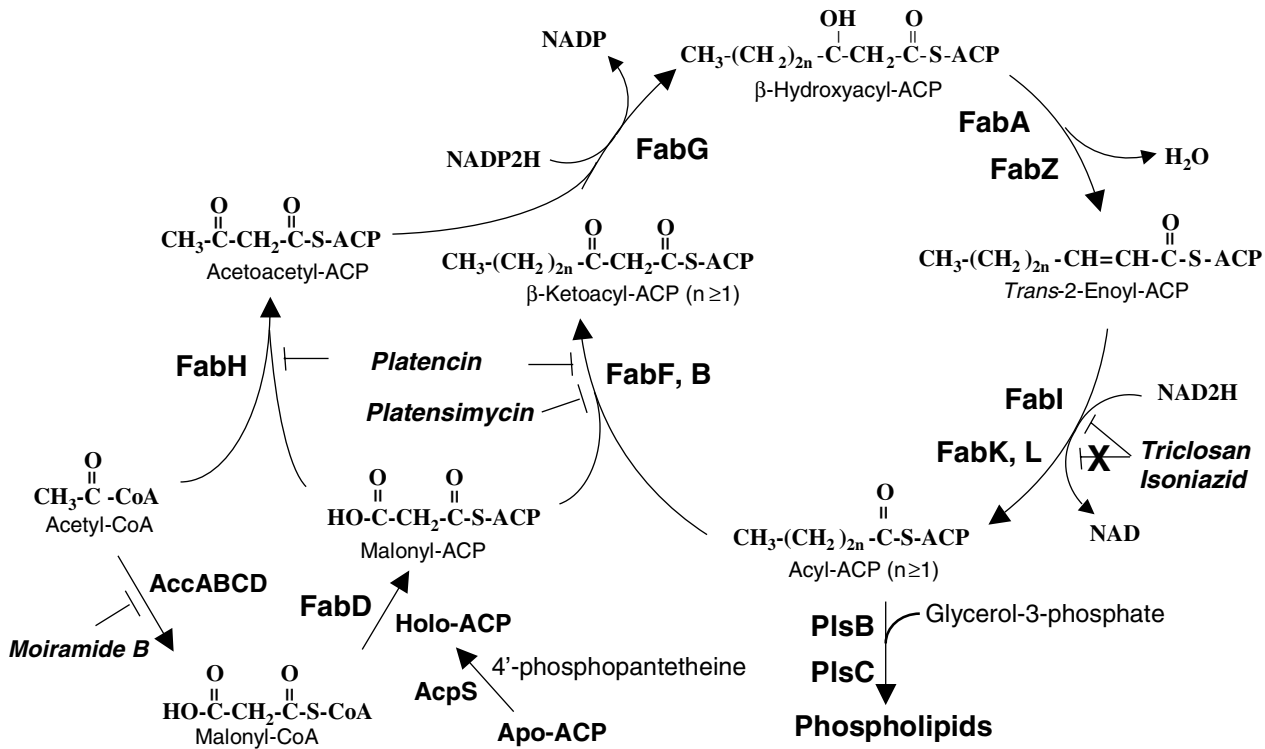 NADP
OH O
CH3-(CH2)2n-C-CH2-C-S-ACP
β-Hydroxyacyl-ACP
FabA
FabZ
H2O
NADP2H
FabG
O O
CH3-C-CH2-C-S-ACP
Acetoacetyl-ACP
O O
CH3-(CH2)2n-C-CH2-C-S-ACP
β-Ketoacyl-ACP (n ≥1)
O
CH3-(CH2)2n-CH=CH-C-S-ACP
Trans-2-Enoyl-ACP
FabH
Platencin
Platensimycin
FabF, B
FabI
FabK, L
NAD2H
X
Triclosan
Isoniazid
NAD
O
CH3-C-CoA
Acetyl-CoA
O O
HO-C-CH2-C-S-ACP
Malonyl-ACP
O
CH3-(CH2)2n-C-S-ACP
Acyl-ACP (n≥1)
AccABCD
Moiramide B
FabD
Holo-ACP
4'-phosphopantetheine
AcpS
Apo-ACP
O O
HO-C-CH2-C-S-CoA
Malonyl-CoA
PlsB
PlsC
Glycerol-3-phosphate
Phospholipids